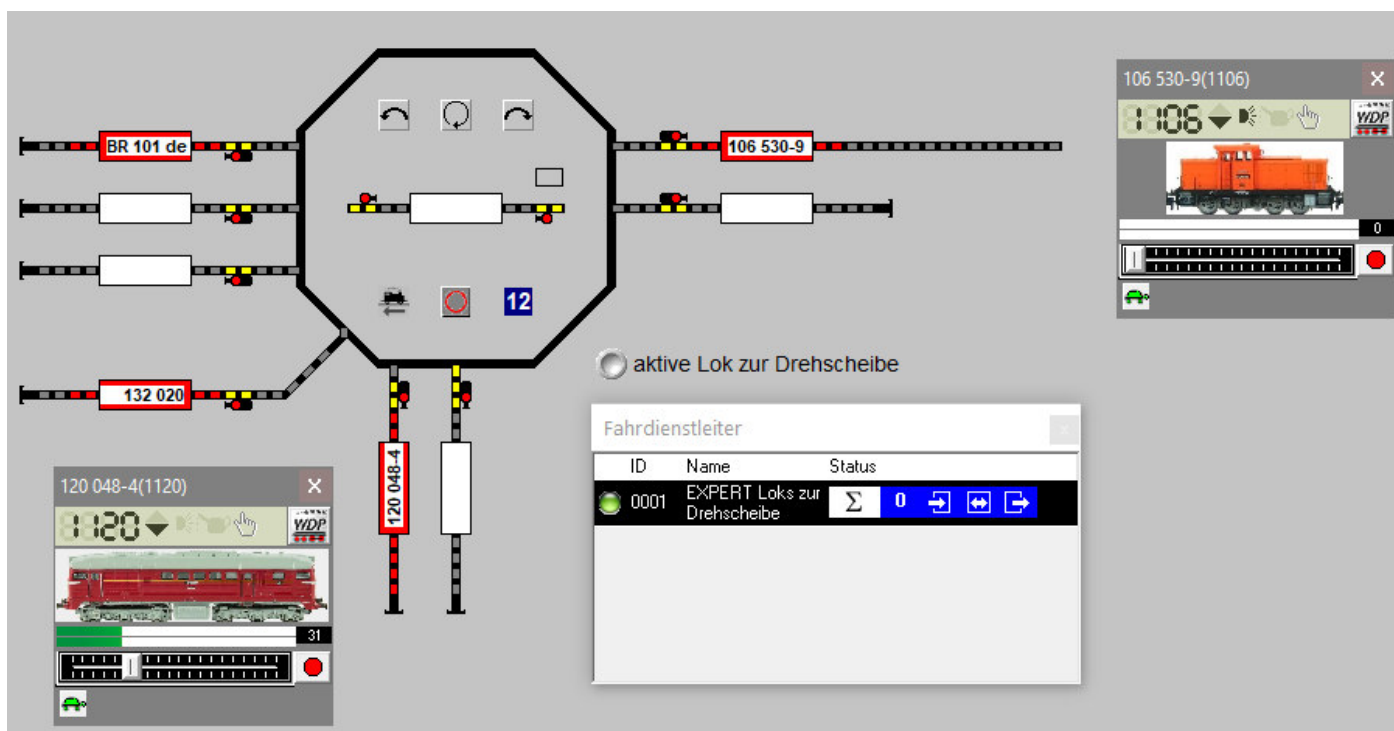 106 530-9(1106)
1106
WDP
BR 101 de
106 530-9
0
12
132 020
aktive Lok zur Drehscheibe
Fahrdienstleiter
ID Name Status
0001 EXPERT Loks zur
Drehscheibe
Σ 0
120 048-4
120 048-4(1120)
1120
WDP
31